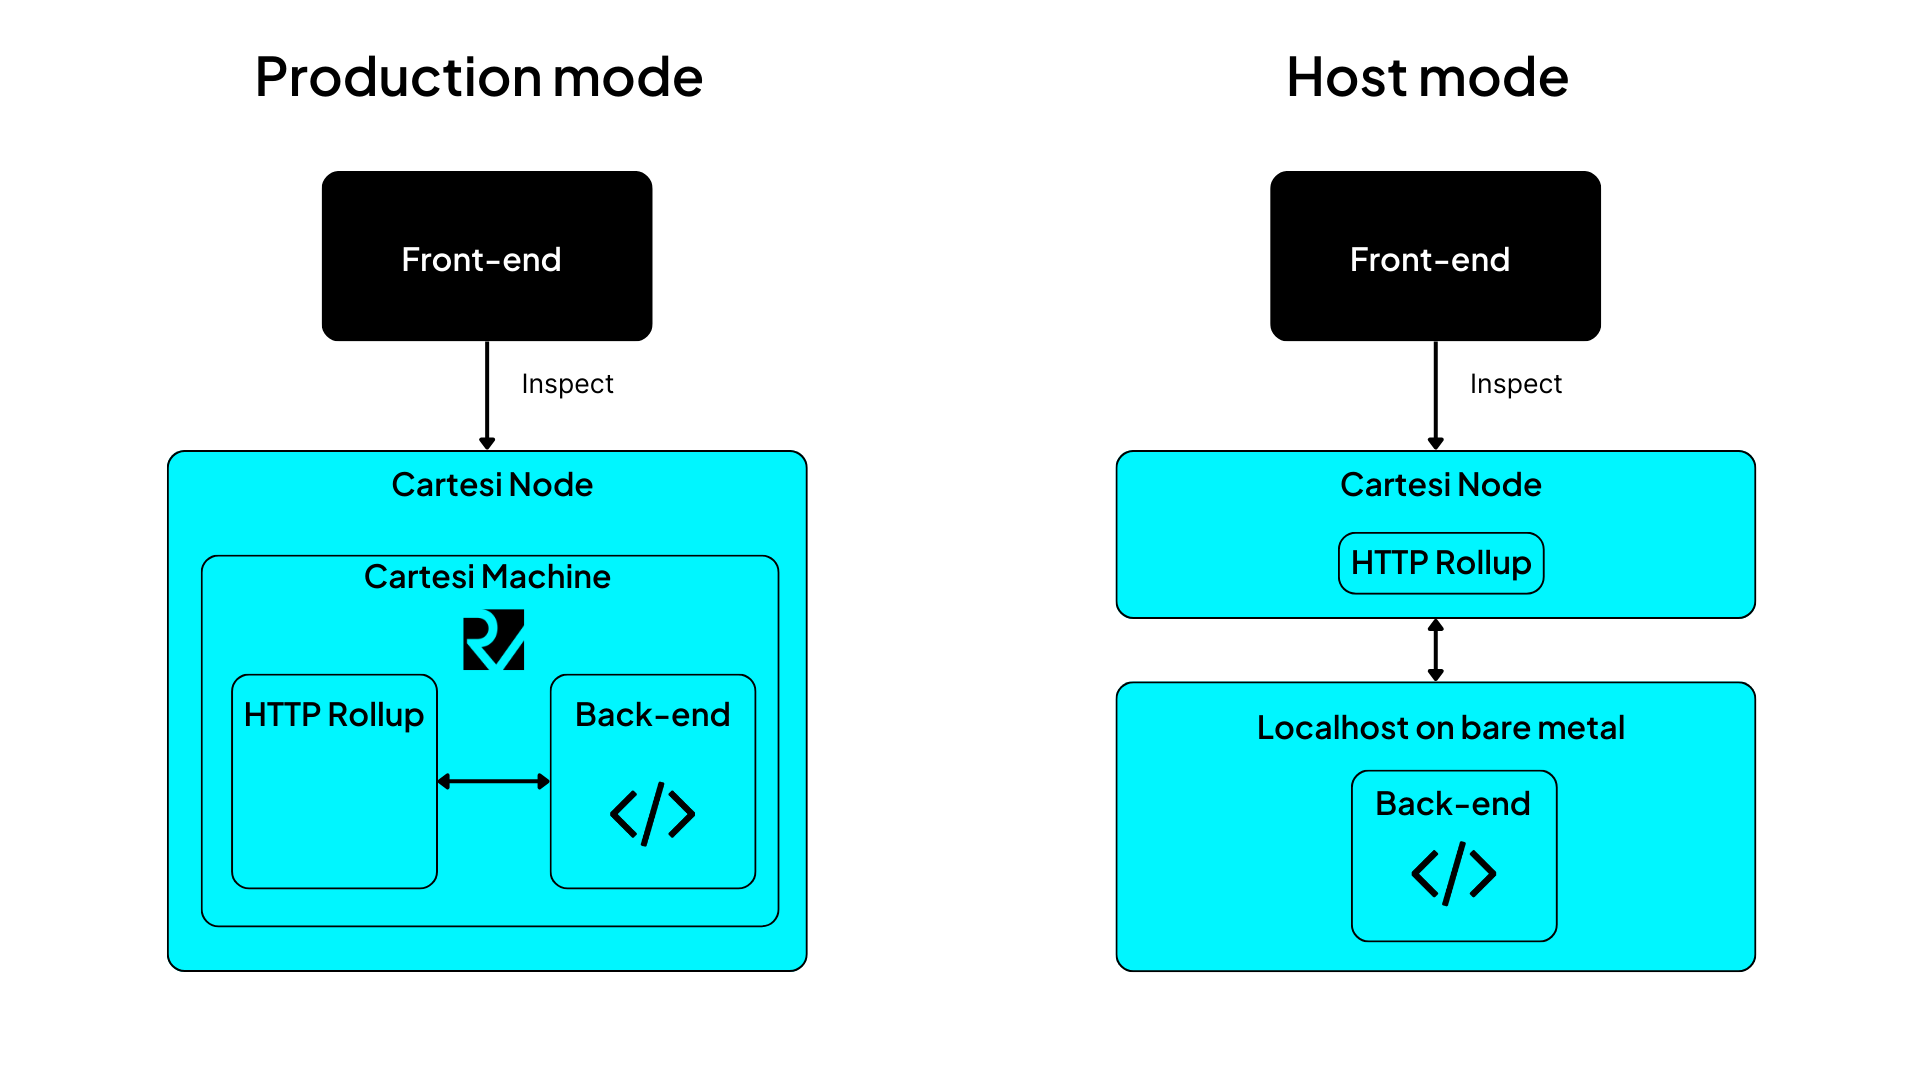 Production mode
Front-end
Inspect
Cartesi Node
Cartesi Machine
HTTP Rollup
Back-end
</>
Host mode
Front-end
Inspect
Cartesi Node
HTTP Rollup
Localhost on bare metal
Back-end
</>